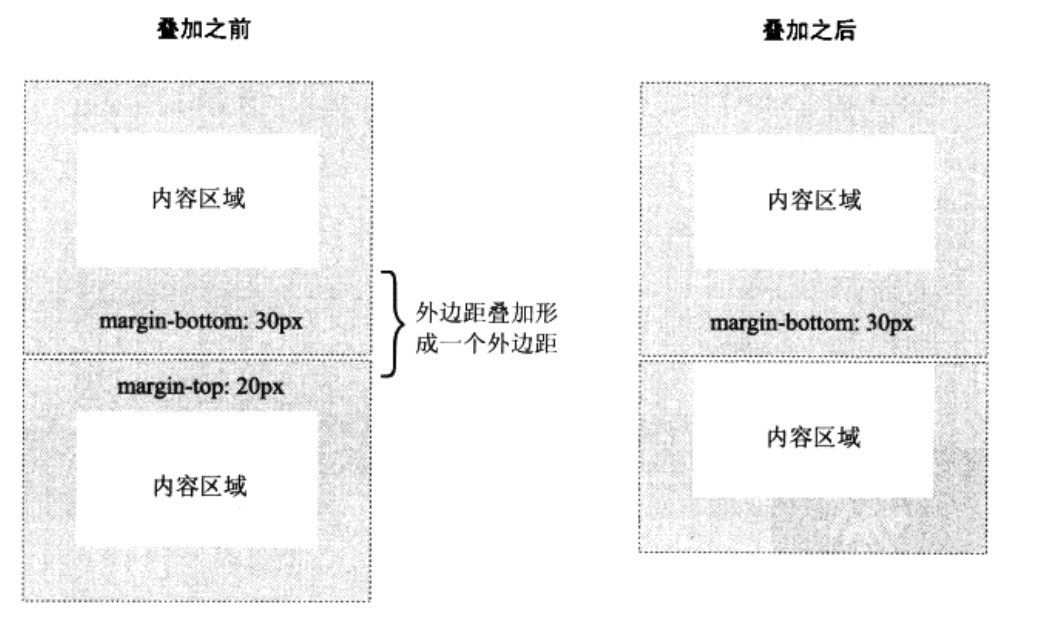 叠加之前
叠加之后
内容区域
margin-bottom: 30px
margin-top: 20px
内容区域
外边距叠加形
成一个外边距
内容区域
margin-bottom: 30px
内容区域